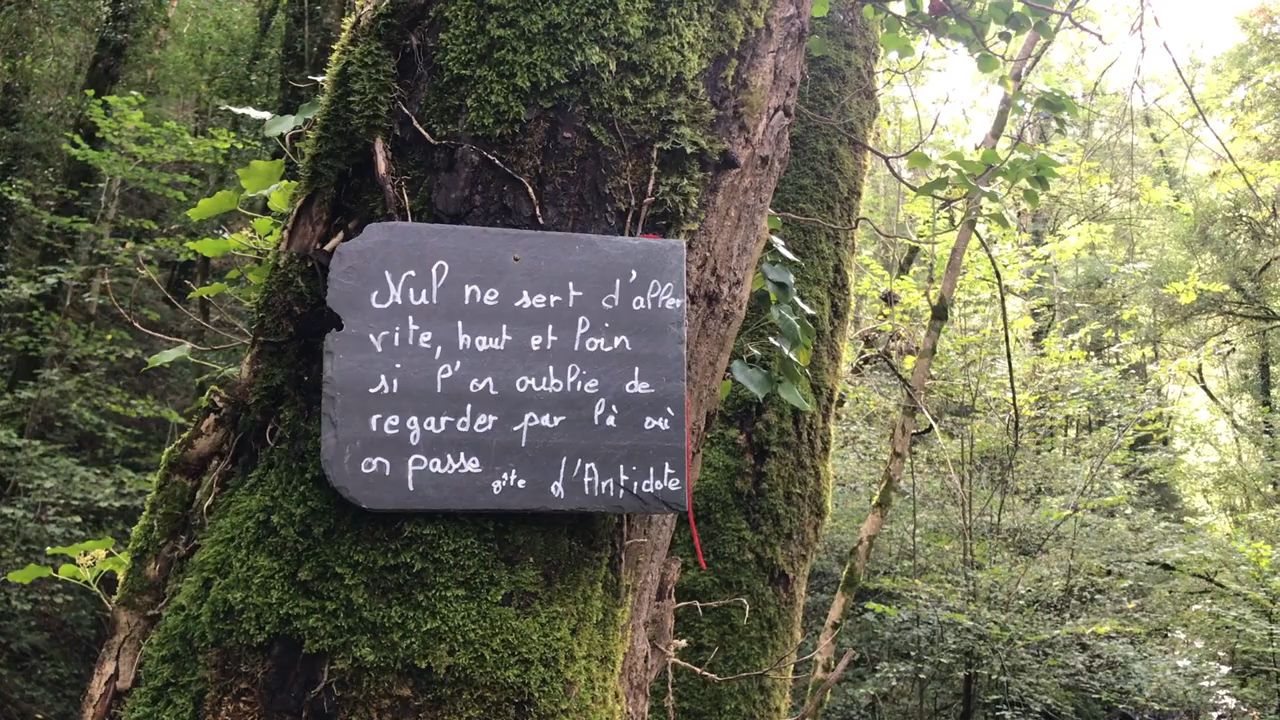 Nul ne sert d'aller
vite, haut et loin
si l'on oublie de
regarder par là où
on passe gîte d'Antidote